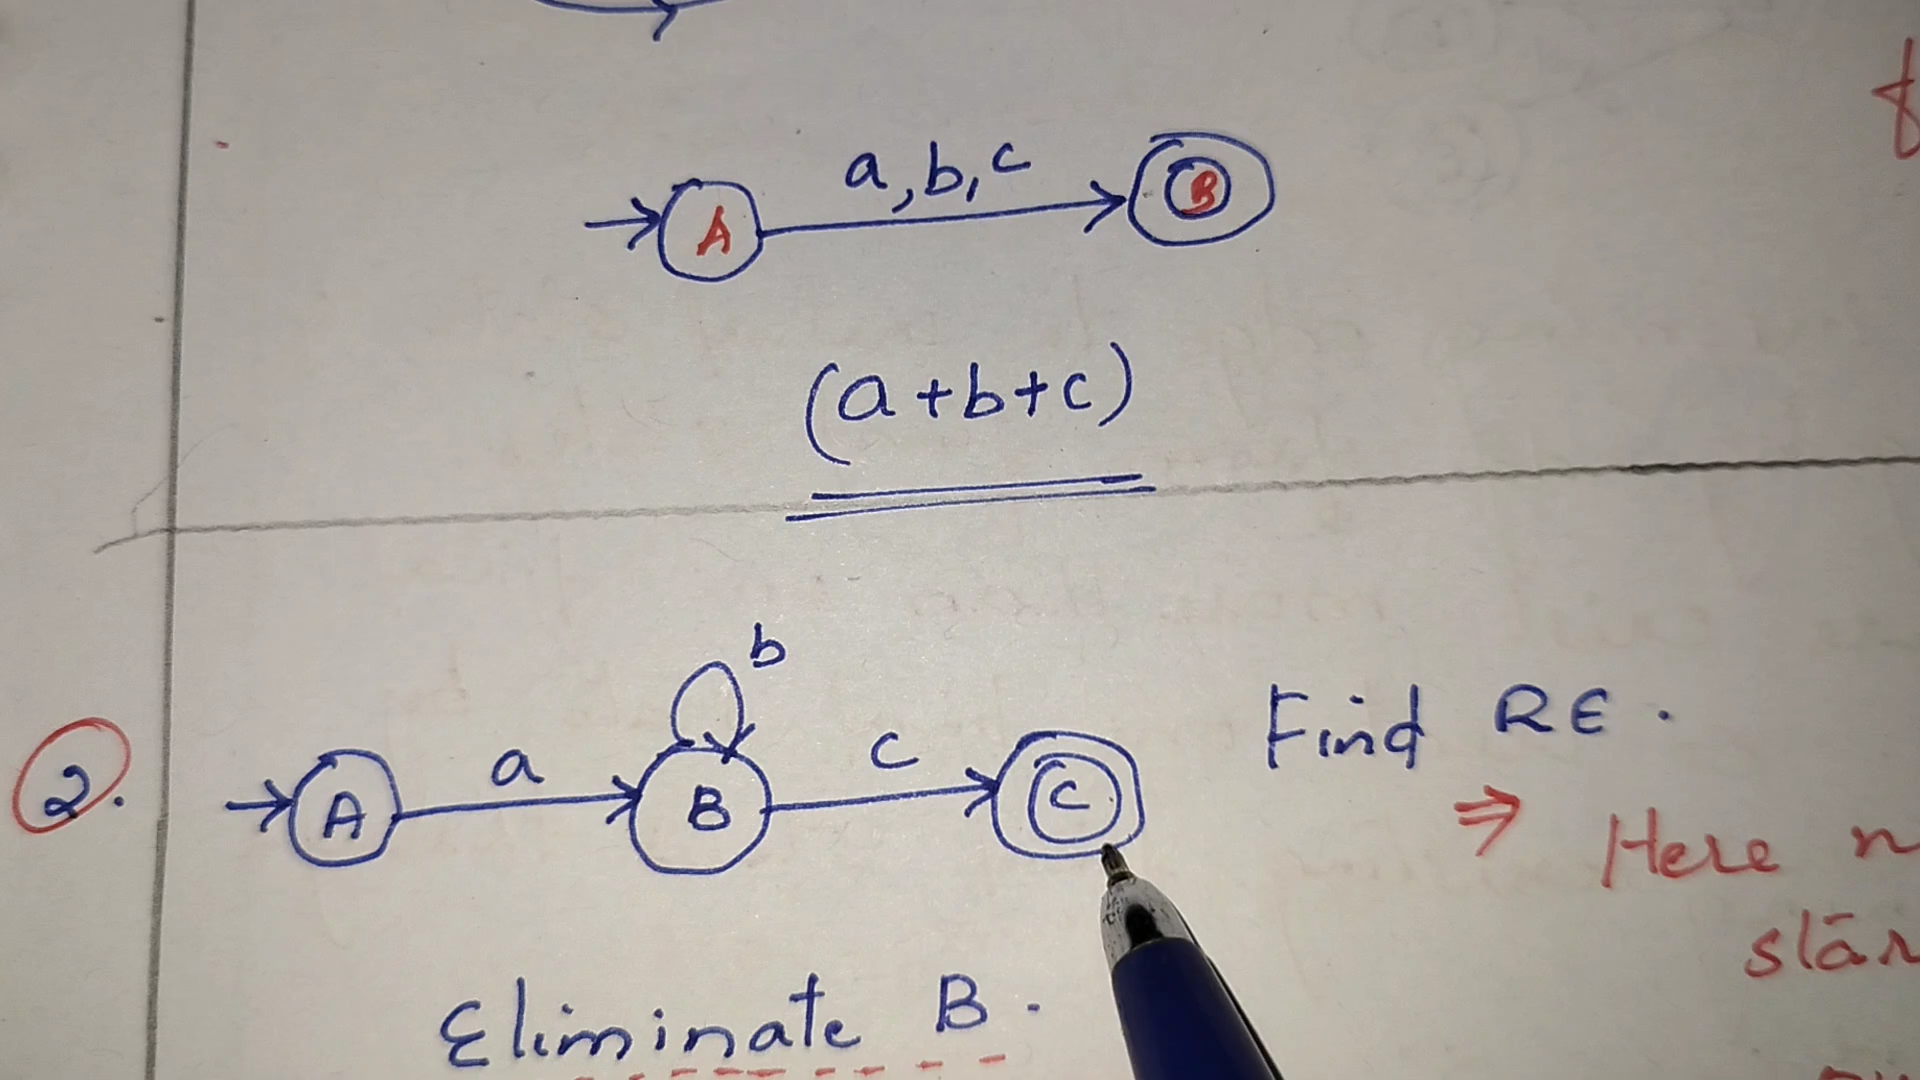 a, b, c
A
B
(a+b+c)
b
2.
A
a
B
c
C
Find RE.
⇒ Here
Eliminate B.